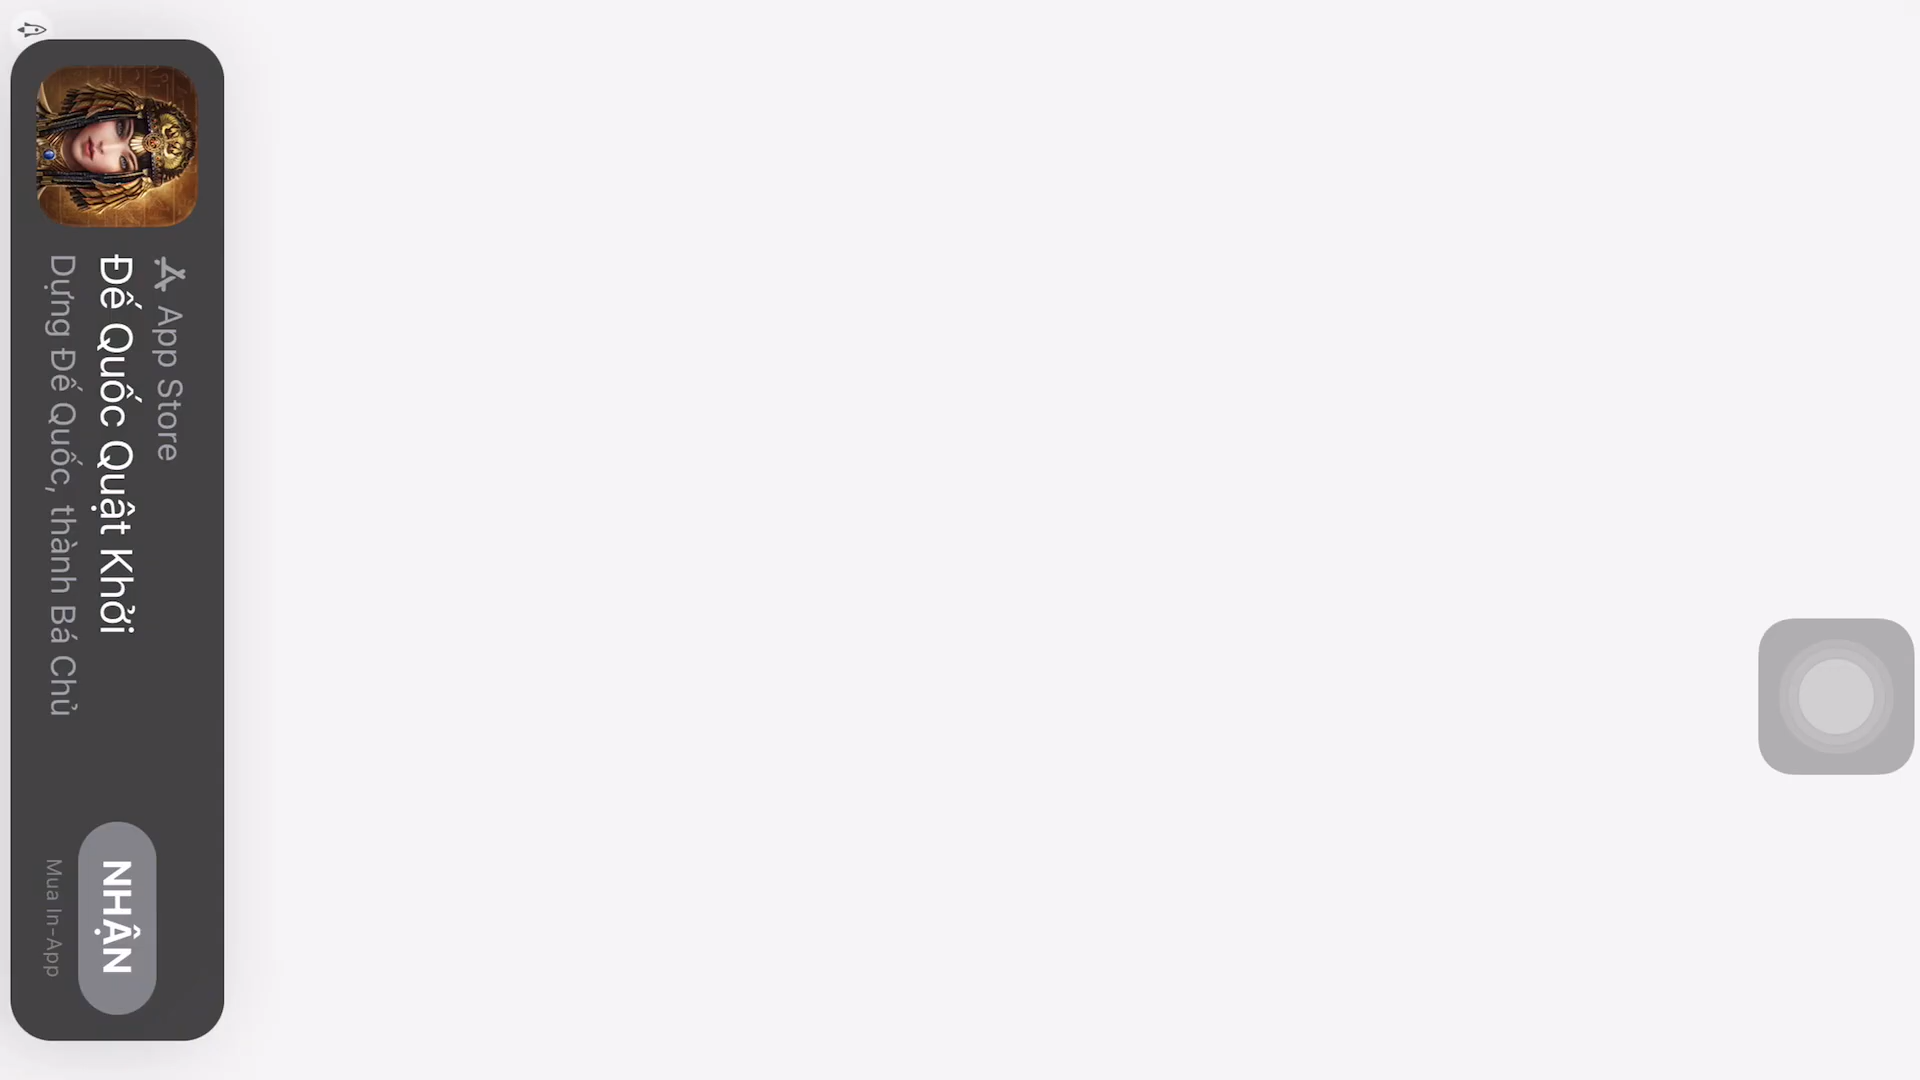 App Store
Đế Quốc Quật Khởi
Dựng Đế Quốc, thành Bá Chủ
NHẬN
Mua In-App